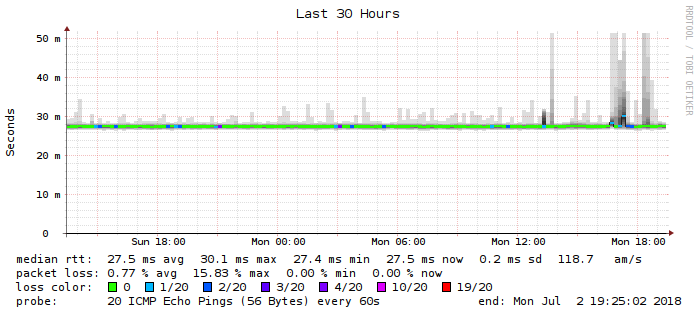 Last 30 Hours
RRDTOOL / TOBI OETIKER
Seconds
50 m
40 m
30 m
20 m
10 m
0
Sun 18:00 Mon 00:00 Mon 06:00 Mon 12:00 Mon 18:00
median rtt: 27.5 ms avg 30.1 ms max 27.4 ms min 27.5 ms now 0.2 ms sd 118.7 am/s
packet loss: 0.77 % avg 15.83 % max 0.00 % min 0.00 % now
loss color: 0 1/20 2/20 3/20 4/20 10/20 19/20
probe: 20 ICMP Echo Pings (56 Bytes) every 60s end: Mon Jul 2 19:25:02 2018